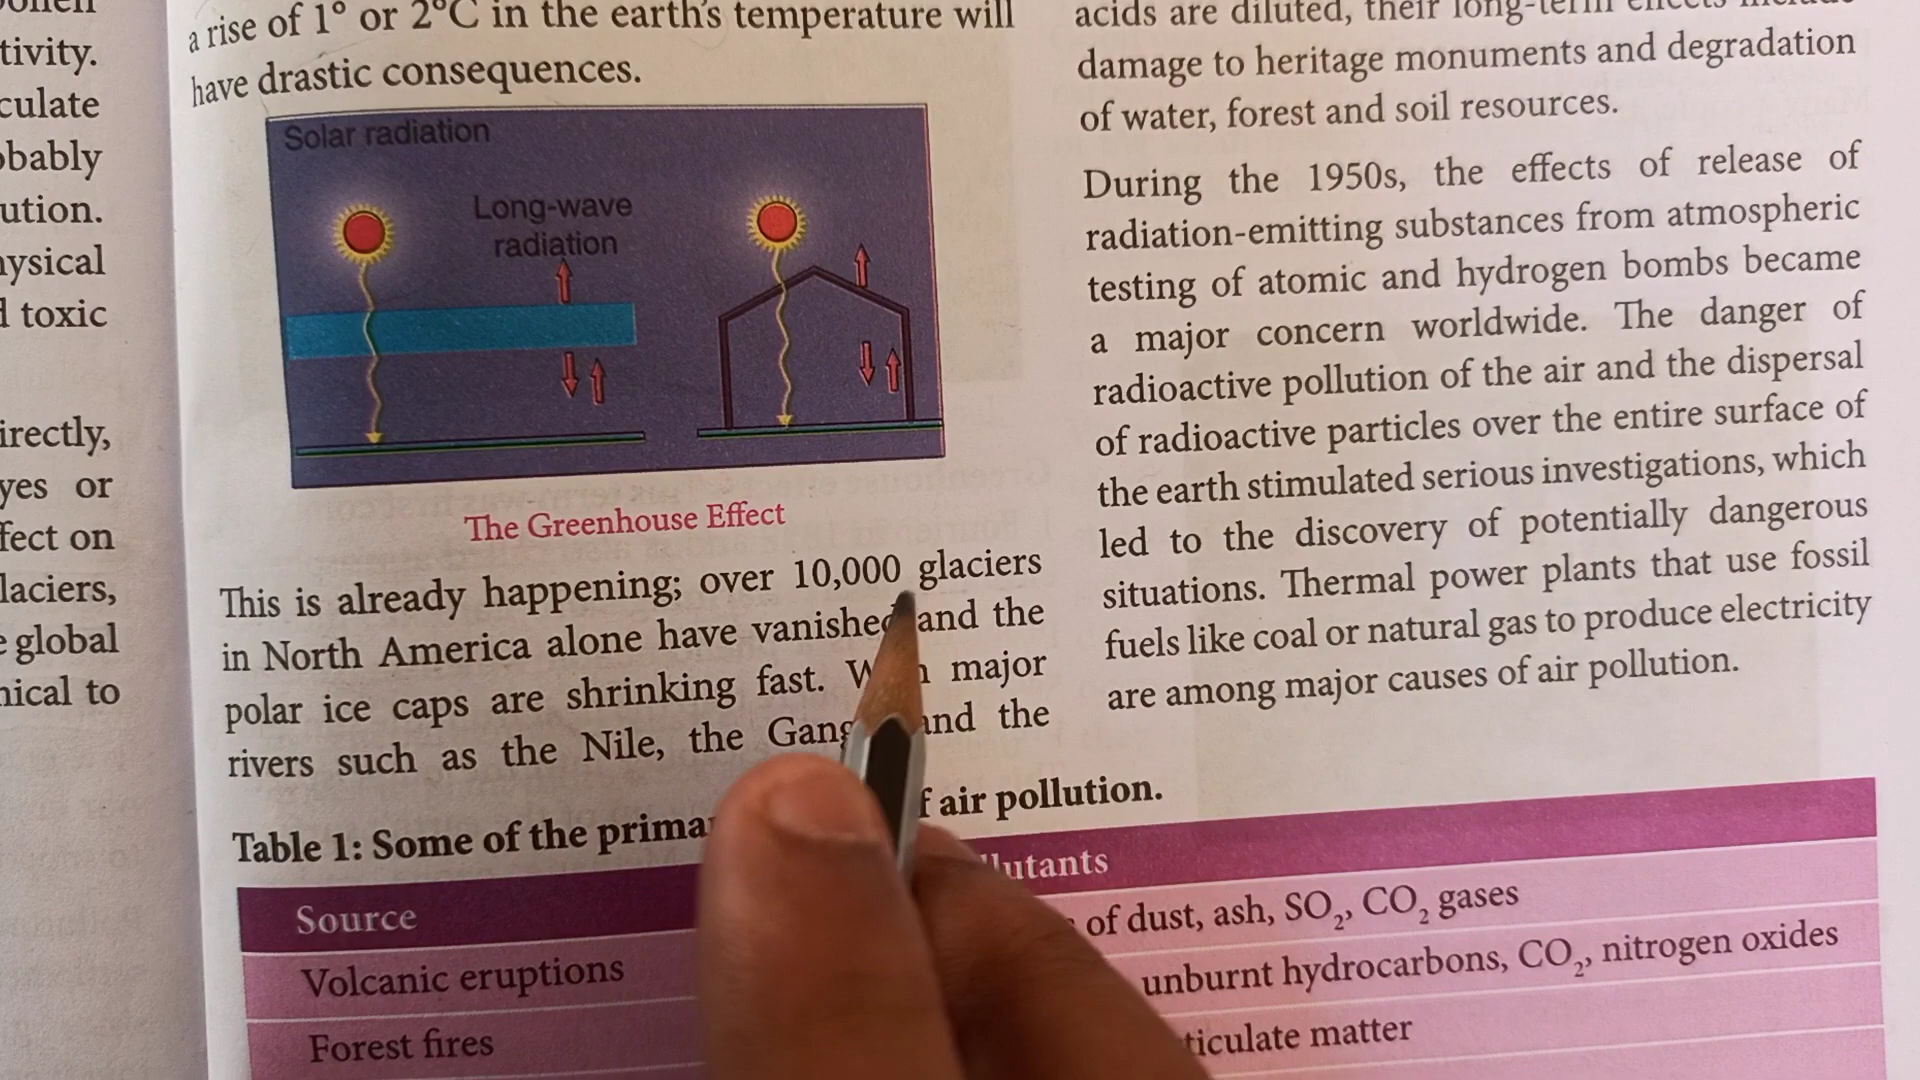 tivity.
culate
ution.
toxic
irectly,
yes or
fect on
global
to
a rise of 1° or 2°C in the earth's temperature will
have drastic consequences.
Solar radiation
Long-wave
radiation
The Greenhouse Effect
This is already happening; over 10,000 glaciers
in North America alone have vanished and the
polar ice caps are shrinking fast. major
rivers such as the Nile, the and the
acids are diluted, their long-term effects include
damage to heritage monuments and degradation
of water, forest and soil resources.
During the 1950s, the effects of release of
radiation-emitting substances from atmospheric
testing of atomic and hydrogen bombs became
a major concern worldwide. The danger of
radioactive pollution of the air and the dispersal
of radioactive particles over the entire surface of
the earth stimulated serious investigations, which
led to the discovery of potentially dangerous
situations. Thermal power plants that use fossil
fuels like coal or natural gas to produce electricity
are among major causes of air pollution.
Table 1: Some of the air pollution.
Source
Volcanic eruptions of dust, ash, SO₂, CO₂ gases
Forest fires unburnt hydrocarbons, CO₂, nitrogen oxides
matter